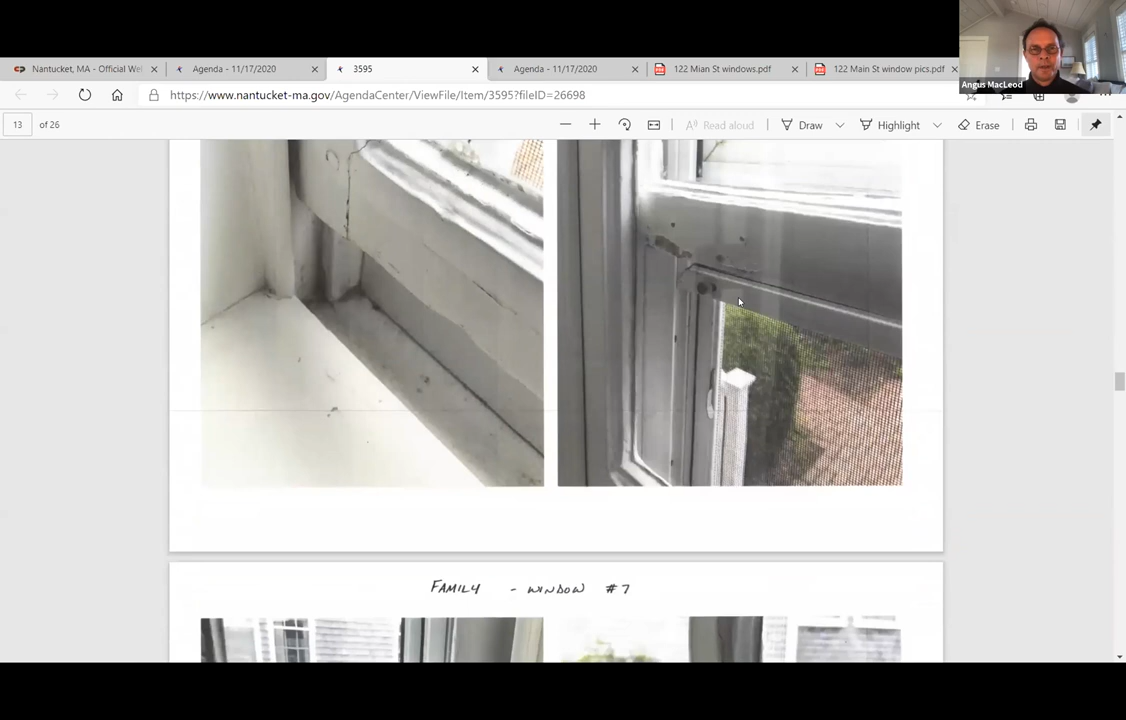 Nantucket, MA - Official We
Agenda - 11/17/2020
3595
Agenda - 11/17/2020
122 Mian St windows.pdf
122 Main St window pics.pdf
Angus MacLeod
https://www.nantucket-ma.gov/AgendaCenter/ViewFile/Item/3595?fileID=26698
13 of 26
Read aloud
Draw
Highlight
Erase
FAMILY - WINDOW #7